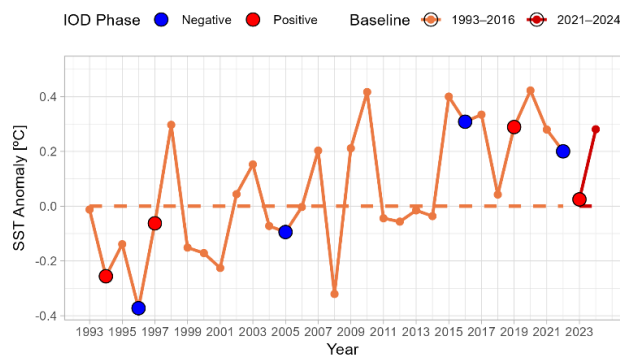 IOD Phase Negative Positive Baseline 1993–2016 2021–2024
SST Anomaly [ºC]
0.4
0.2
0.0
-0.2
-0.4
1993 1995 1997 1999 2001 2003 2005 2007 2009 2011 2013 2015 2017 2019 2021 2023
Year